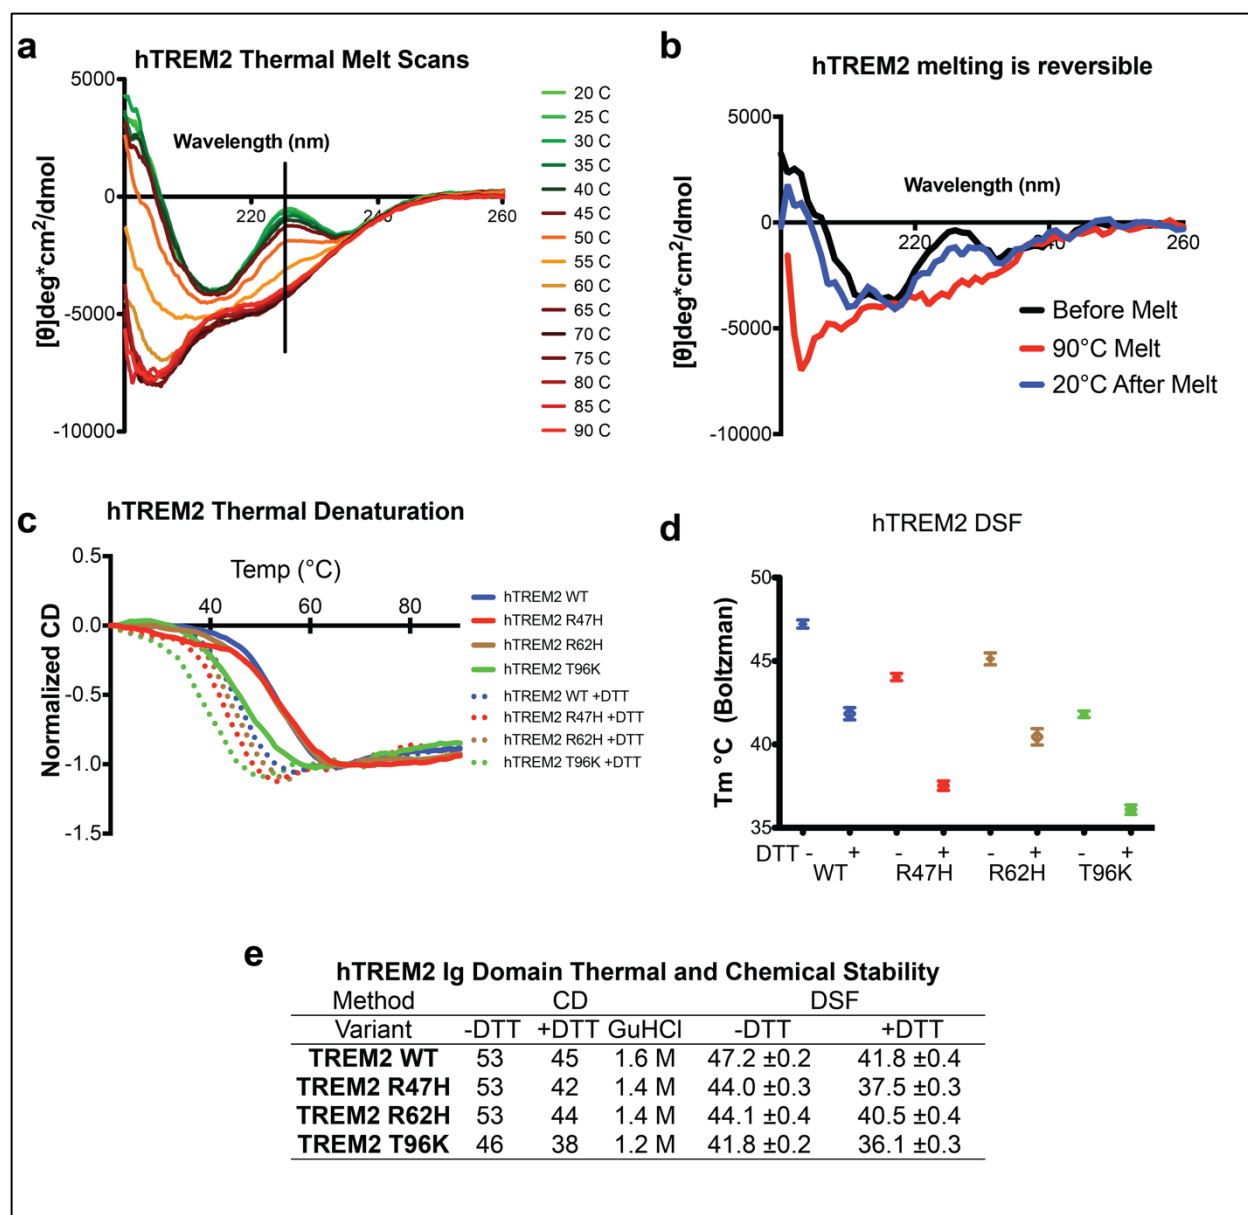 a
hTREM2 Thermal Melt Scans
5000
0
-5000
-10000
[θ]deg*cm²/dmol
Wavelength (nm)
220
240
260
20 C
25 C
30 C
35 C
40 C
45 C
50 C
55 C
60 C
65 C
70 C
75 C
80 C
85 C
90 C
b
hTREM2 melting is reversible
5000
0
-5000
-10000
[θ]deg*cm²/dmol
Wavelength (nm)
220
240
260
Before Melt
90°C Melt
20°C After Melt
c
hTREM2 Thermal Denaturation
0.5
0.0
-0.5
-1.0
-1.5
Normalized CD
Temp (°C)
40
60
80
hTREM2 WT
hTREM2 R47H
hTREM2 R62H
hTREM2 T96K
hTREM2 WT +DTT
hTREM2 R47H +DTT
hTREM2 R62H +DTT
hTREM2 T96K +DTT
d
hTREM2 DSF
50
45
40
35
Tm °C (Boltzman)
DTT - + - + - + - +
WT R47H R62H T96K
e
hTREM2 Ig Domain Thermal and Chemical Stability
Method CD DSF
Variant -DTT +DTT GuHCl -DTT +DTT
TREM2 WT 53 45 1.6 M 47.2 ±0.2 41.8 ±0.4
TREM2 R47H 53 42 1.4 M 44.0 ±0.3 37.5 ±0.3
TREM2 R62H 53 44 1.4 M 44.1 ±0.4 40.5 ±0.4
TREM2 T96K 46 38 1.2 M 41.8 ±0.2 36.1 ±0.3